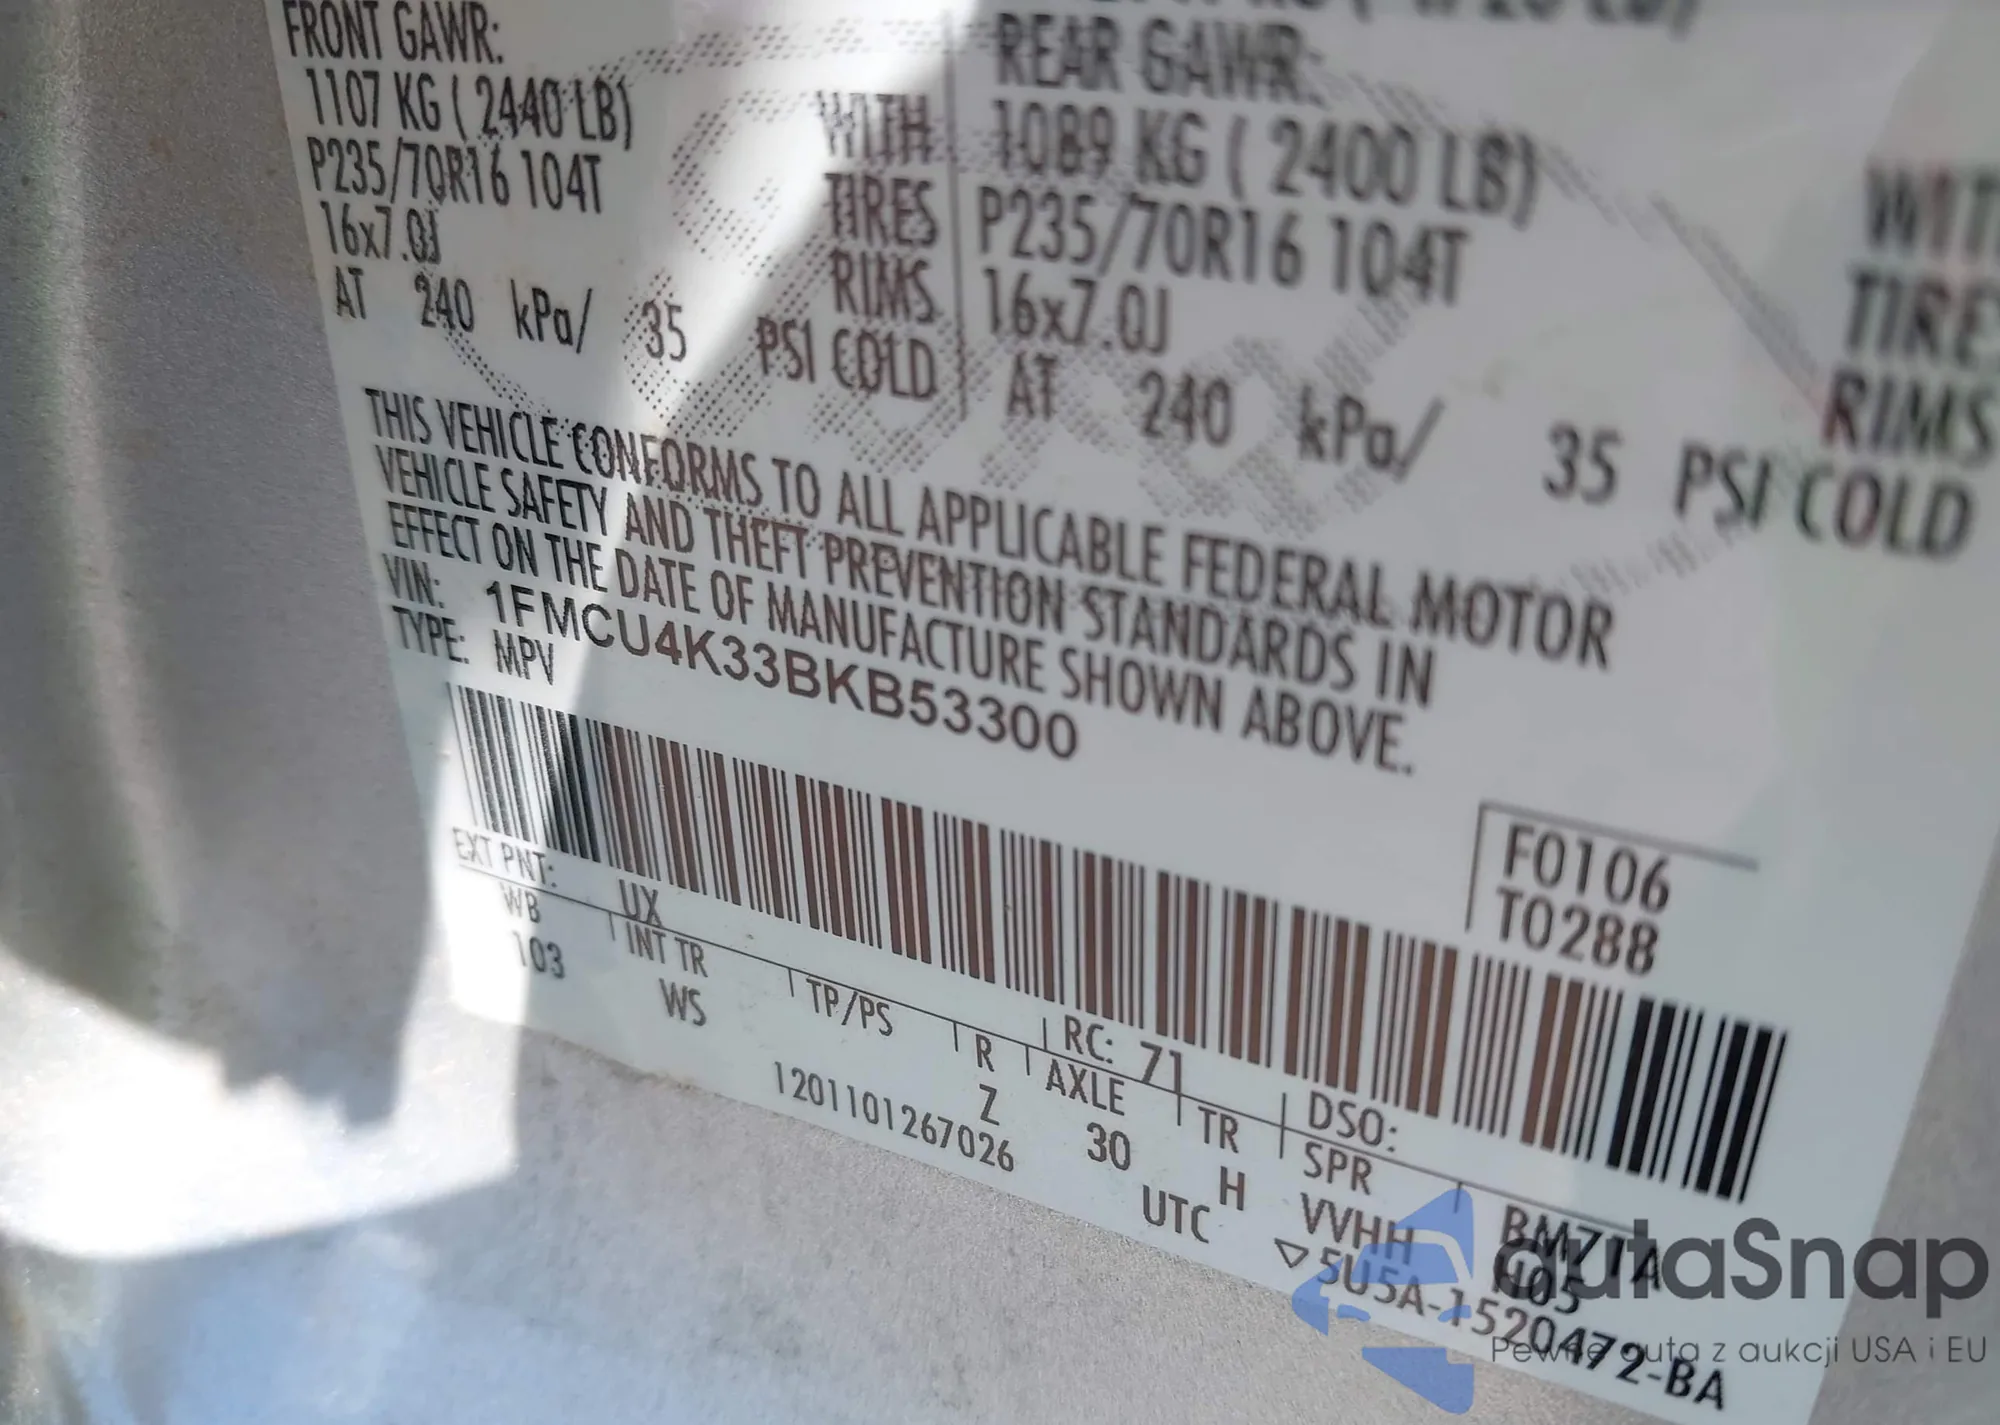 FRONT GAWR:
1107 KG ( 2440 LB)
P235/70R16 104T
16x7.0J
AT 240 kPa/ 35 PSI COLD
WITH
TIRES
RIMS
REAR GAWR:
1089 KG ( 2400 LB)
P235/70R16 104T
16x7.0J
AT 240 kPa/ 35 PSI COLD
WITH
TIRES
RIMS
THIS VEHICLE CONFORMS TO ALL APPLICABLE FEDERAL MOTOR
VEHICLE SAFETY AND THEFT PREVENTION STANDARDS IN
EFFECT ON THE DATE OF MANUFACTURE SHOWN ABOVE.
VIN: 1FMCU4K33BKB53300
TYPE: MPV
F0106
T0288
EXT PNT: UX RC: 71 DSO:
WB INT TR TP/PS R AXLE TR SPR BM71A
103 WS Z 30 H VVHH H05
1201101267026 UTC ▽5U5A-1520472-BA
autaSnap
Pewne auta z aukcji USA i EU